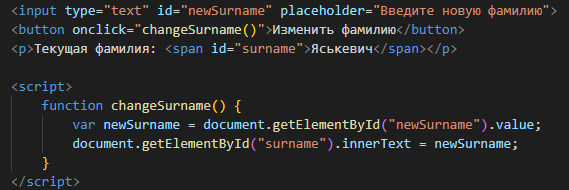 <input type="text" id="newSurname" placeholder="Введите новую фамилию">
<button onclick="changeSurname()">Изменить фамилию</button>
<p>Текущая фамилия: <span id="surname">Яськевич</span></p>

<script>
    function changeSurname() {
        var newSurname = document.getElementById("newSurname").value;
        document.getElementById("surname").innerText = newSurname;
    }
</script>